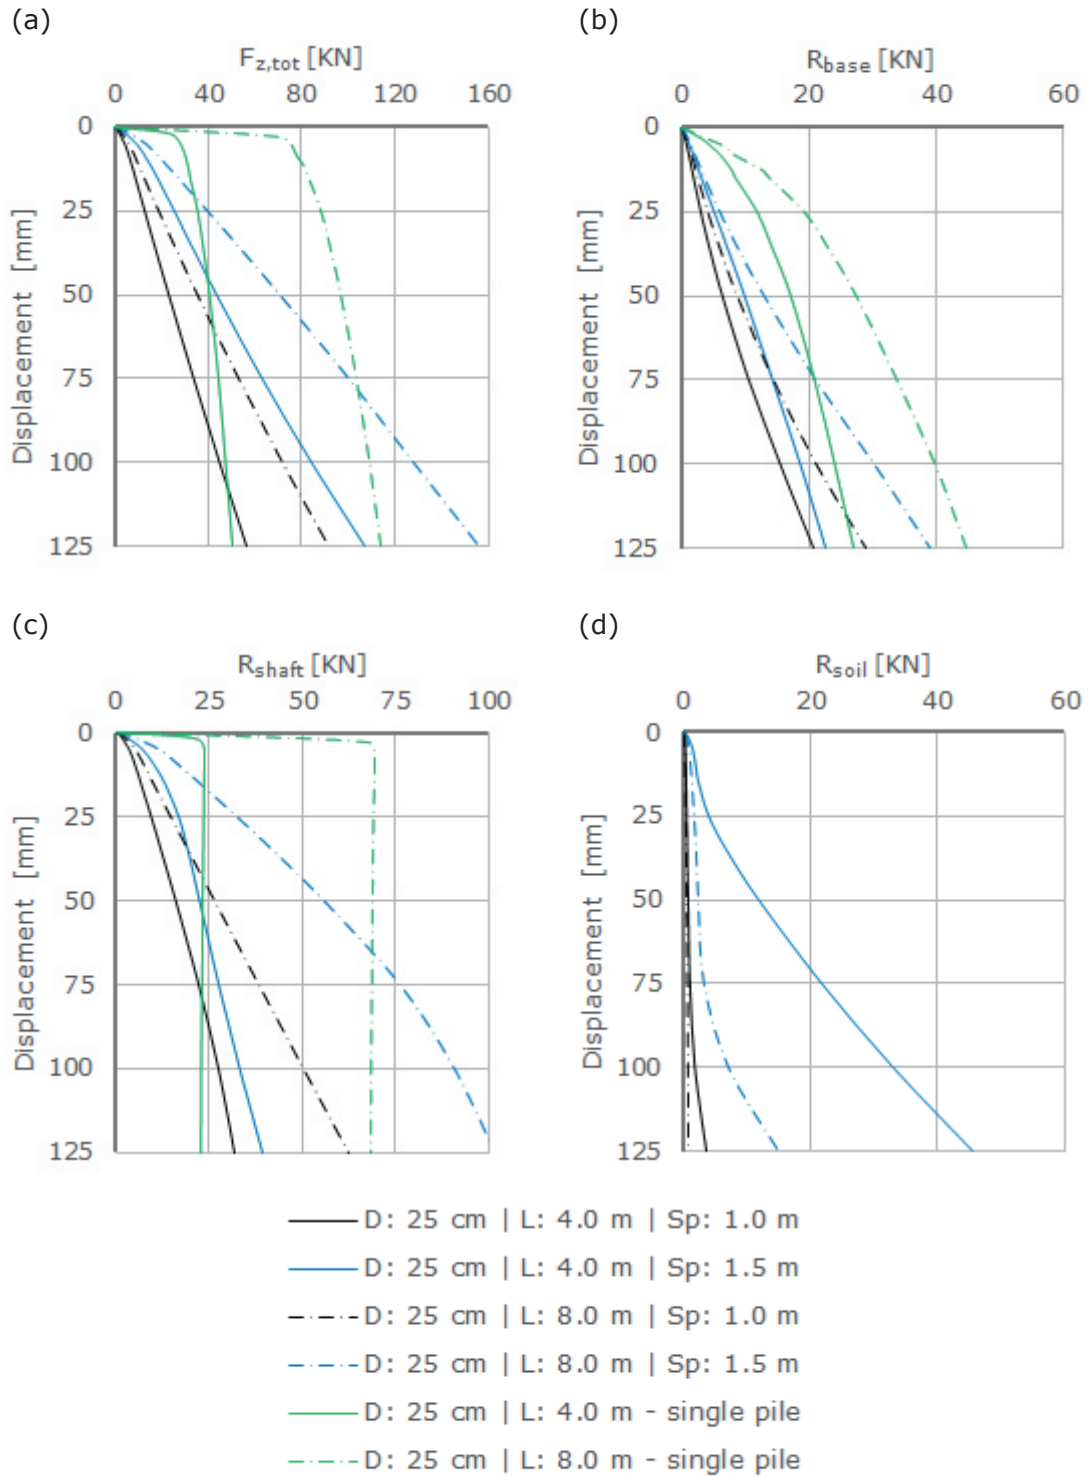 (a)
F_z,tot [KN]
0 40 80 120 160
0
25
50
75
100
125
Displacement [mm]
(b)
R_base [KN]
0 20 40 60
0
25
50
75
100
125
Displacement [mm]
(c)
R_shaft [KN]
0 25 50 75 100
0
25
50
75
100
125
Displacement [mm]
(d)
R_soil [KN]
0 20 40 60
0
25
50
75
100
125
Displacement [mm]
D: 25 cm | L: 4.0 m | Sp: 1.0 m
D: 25 cm | L: 4.0 m | Sp: 1.5 m
D: 25 cm | L: 8.0 m | Sp: 1.0 m
D: 25 cm | L: 8.0 m | Sp: 1.5 m
D: 25 cm | L: 4.0 m - single pile
D: 25 cm | L: 8.0 m - single pile